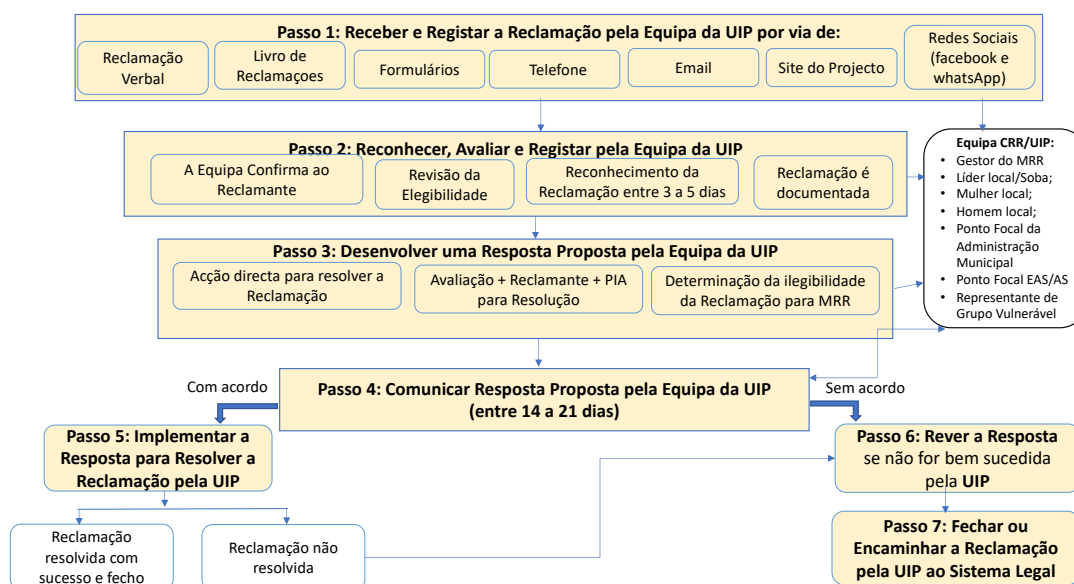 Passo 1: Receber e Registar a Reclamação pela Equipa da UIP por via de:
Reclamação
Verbal
Livro de
Reclamaçoes
Formulários
Telefone
Email
Site do Projecto
Redes Sociais
(facebook e
whatsApp)
Passo 2: Reconhecer, Avaliar e Registar pela Equipa da UIP
A Equipa Confirma ao
Reclamante
Revisão da
Elegibilidade
Reconhecimento da
Reclamação entre 3 a 5 dias
Reclamação é
documentada
Equipa CRR/UIP:
• Gestor do MRR
• Líder local/Soba;
• Mulher local;
• Homem local;
• Ponto Focal da
Administração
Municipal
• Ponto Focal EAS/AS
• Representante de
Grupo Vulnerável
Passo 3: Desenvolver uma Resposta Proposta pela Equipa da UIP
Acção directa para resolver a
Reclamação
Avaliação + Reclamante + PIA
para Resolução
Determinação da ilegibilidade
da Reclamação para MRR
Com acordo
Passo 4: Comunicar Resposta Proposta pela Equipa da UIP
(entre 14 a 21 dias)
Sem acordo
Passo 5: Implementar a
Resposta para Resolver a
Reclamação pela UIP
Passo 6: Rever a Resposta
se não for bem sucedida
pela UIP
Reclamação
resolvida com
sucesso e fecho
Reclamação não
resolvida
Passo 7: Fechar ou
Encaminhar a Reclamação
pela UIP ao Sistema Legal